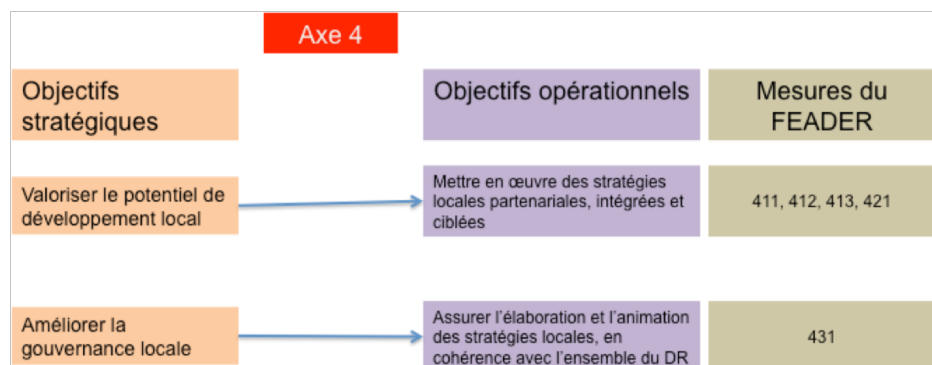 Axe 4
Objectifs
stratégiques
Objectifs opérationnels
Mesures du
FEADER
Valoriser le potentiel de
développement local
Mettre en œuvre des stratégies
locales partenariales, intégrées et
ciblées
411, 412, 413, 421
Améliorer la
gouvernance locale
Assurer l'élaboration et l'animation
des stratégies locales, en
cohérence avec l'ensemble du DR
431